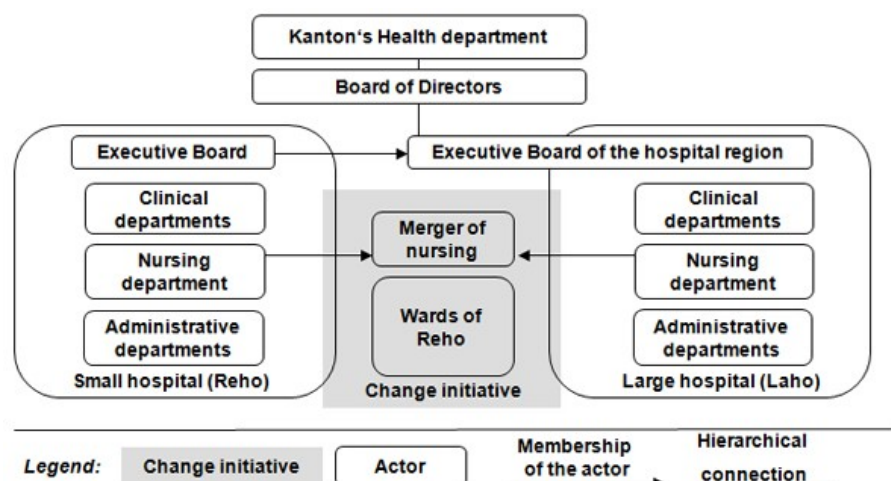 Kanton‘s Health department
Board of Directors
Executive Board
Executive Board of the hospital region
Clinical
departments
Nursing
department
Administrative
departments
Small hospital (Reho)
Merger of
nursing
Wards of
Reho
Change initiative
Clinical
departments
Nursing
department
Administrative
departments
Large hospital (Laho)
Legend:
Change initiative
Actor
Membership
of the actor
Hierarchical
connection